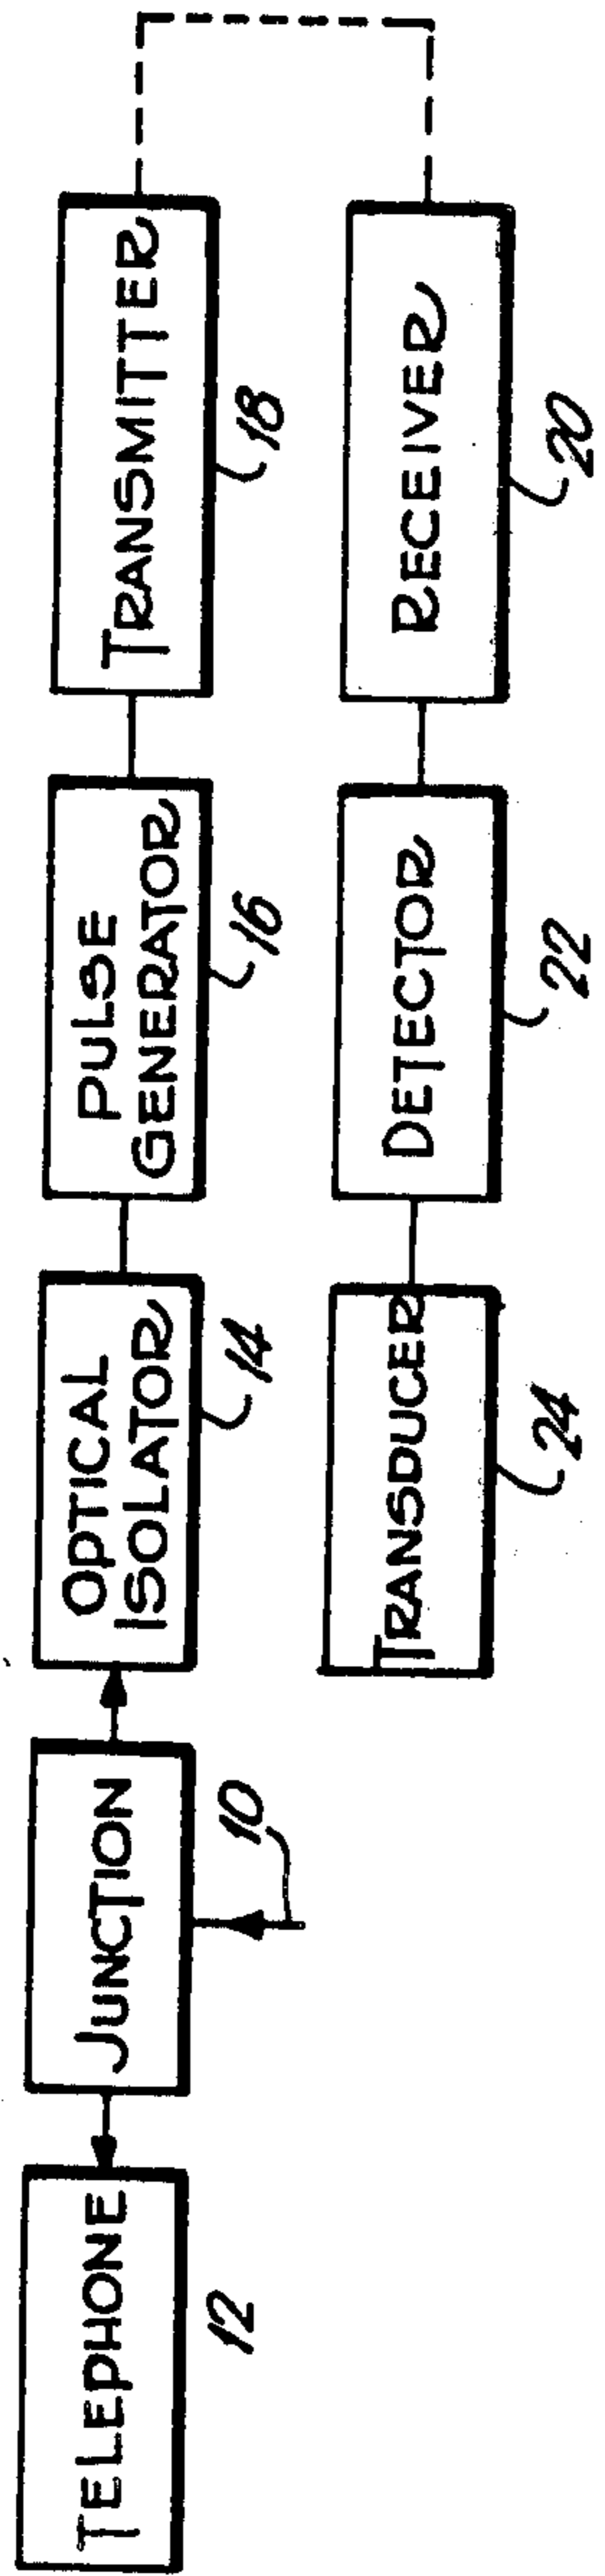 TELEPHONE
12
JUNCTION
10
OPTICAL
ISOLATOR
14
PULSE
GENERATOR
16
TRANSMITTER
18
TRANSDUCER
24
DETECTOR
22
RECEIVER
20